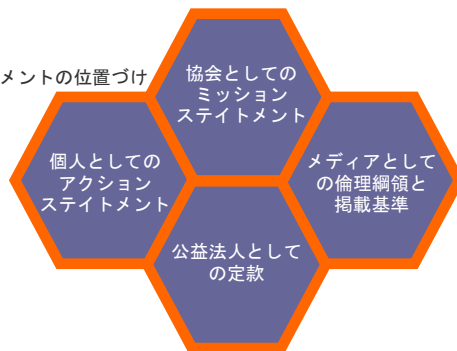 メントの位置づけ
協会としての
ミッション
ステイトメント
個人としての
アクション
ステイトメント
メディアとして
の倫理綱領と
掲載基準
公益法人として
の定款